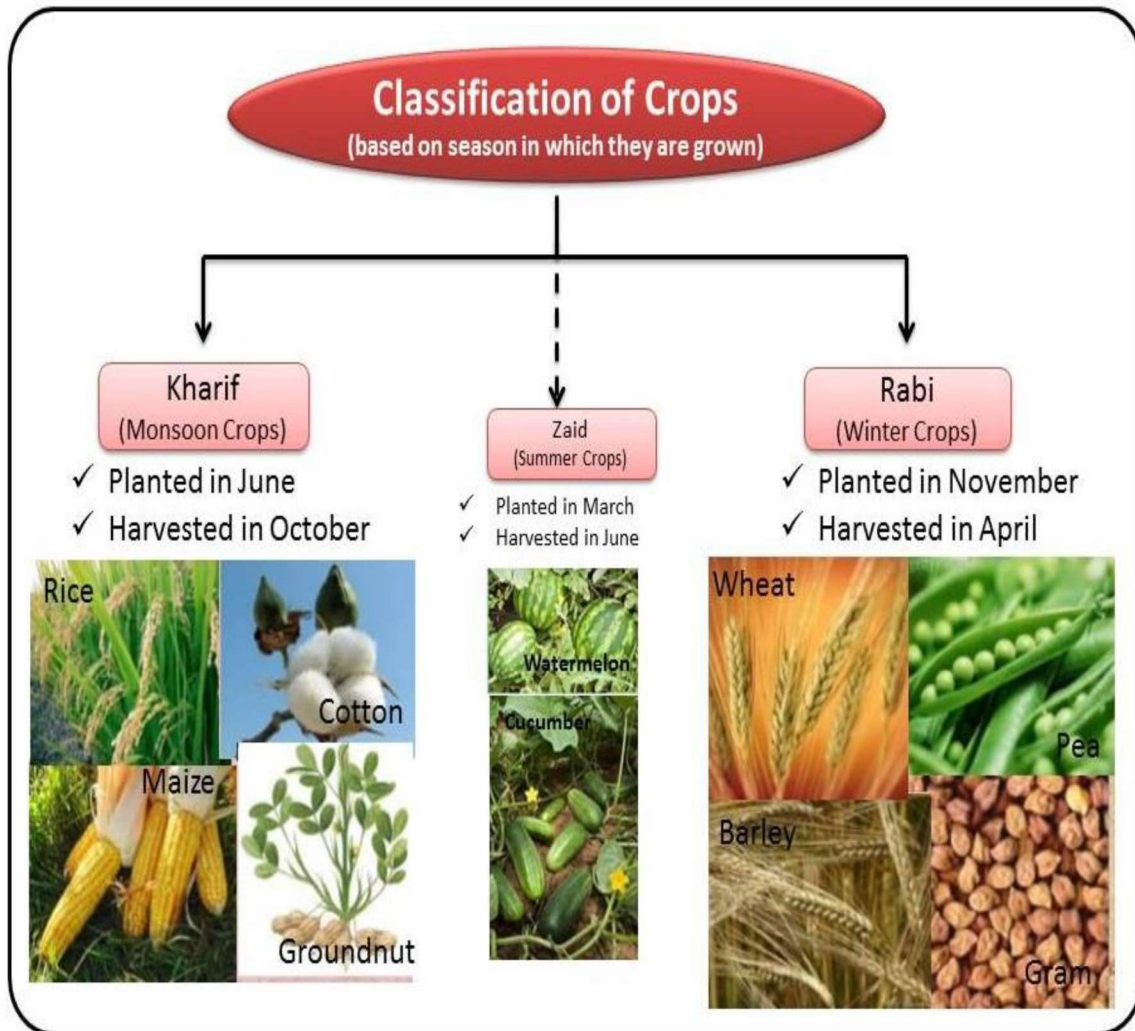 Classification of Crops
(based on season in which they are grown)
Kharif
(Monsoon Crops)
✓ Planted in June
✓ Harvested in October
Rice
Cotton
Maize
Groundnut
Zaid
(Summer Crops)
✓ Planted in March
✓ Harvested in June
Watermelon
Cucumber
Rabi
(Winter Crops)
✓ Planted in November
✓ Harvested in April
Wheat
Pea
Barley
Gram